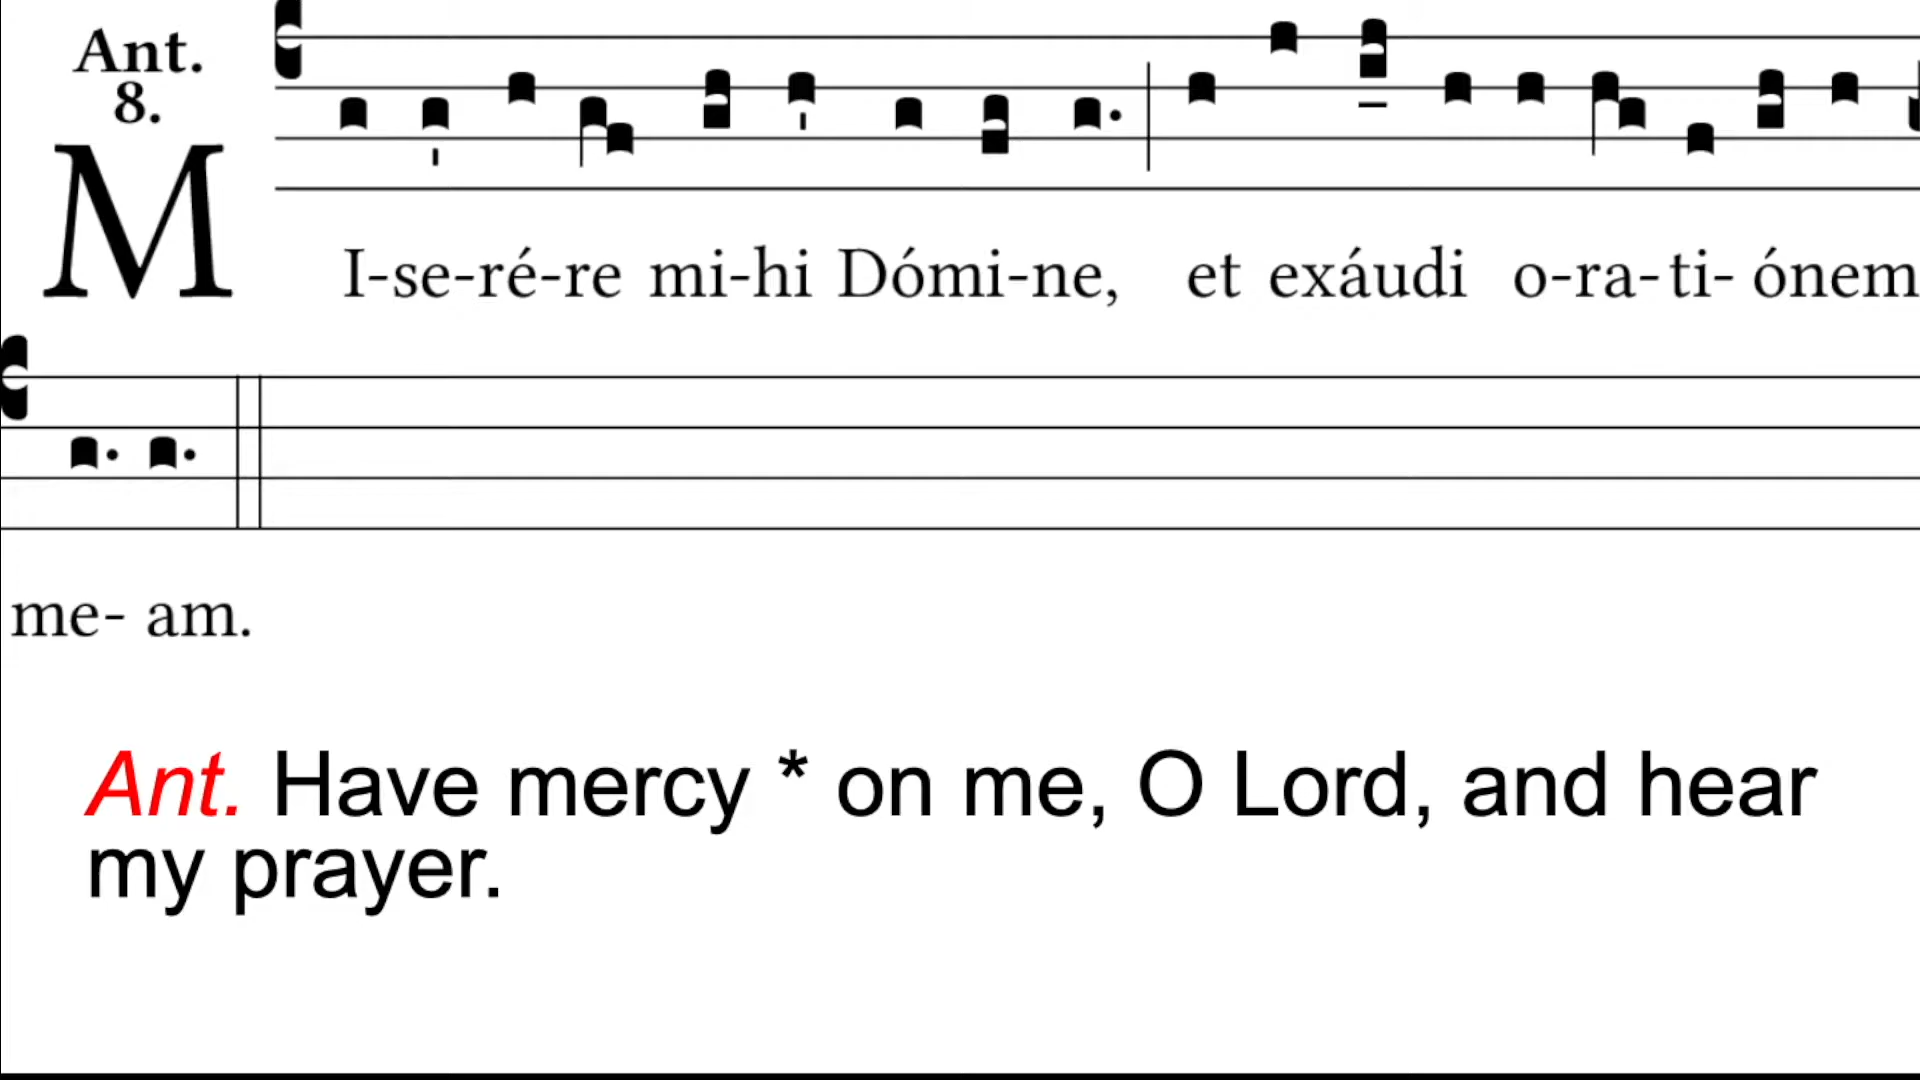 Ant.
8.
MI-se-ré-re mi-hi Dómi-ne, et exáudi o-ra-ti- ónem
me- am.
Ant. Have mercy * on me, O Lord, and hear
my prayer.